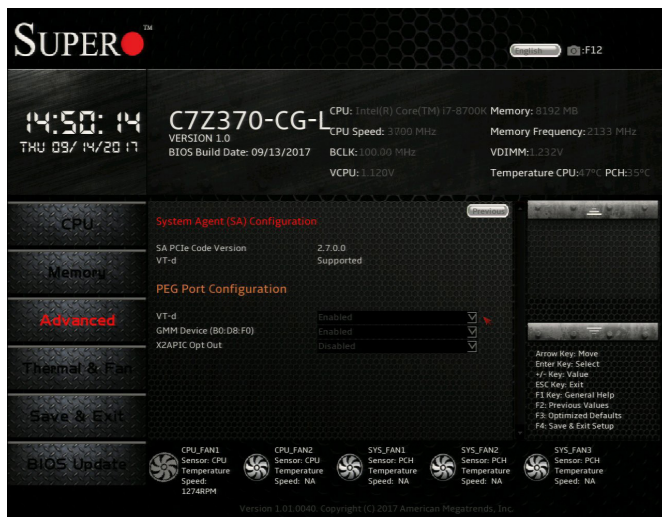 SUPER TM
English :F12
14:50:14
THU 09/14/2017
C7Z370-CG-L
VERSION 1.0
BIOS Build Date: 09/13/2017
CPU: Intel(R) Core(TM) i7-8700K
CPU Speed: 3700 MHz
BCLK: 100.00 MHz
VCPU: 1.120V
Memory: 8192 MB
Memory Frequency: 2133 MHz
VDIMM: 1.232V
Temperature CPU: 47°C PCH: 35°C
CPU
Memory
Advanced
Thermal & Fan
Save & Exit
BIOS Update
Previous
System Agent (SA) Configuration
SA PCIe Code Version 2.7.0.0
VT-d Supported
PEG Port Configuration
VT-d Enabled
GMM Device (B0:D8:F0) Enabled
X2APIC Opt Out Disabled
Arrow Key: Move
Enter Key: Select
+/- Key: Value
ESC Key: Exit
F1 Key: General Help
F2: Previous Values
F3: Optimized Defaults
F4: Save & Exit Setup
CPU_FAN1
Sensor: CPU
Temperature
Speed:
1274RPM
CPU_FAN2
Sensor: CPU
Temperature
Speed: NA
SYS_FAN1
Sensor: PCH
Temperature
Speed: NA
SYS_FAN2
Sensor: PCH
Temperature
Speed: NA
SYS_FAN3
Sensor: PCH
Temperature
Speed: NA
Version 1.01.0040. Copyright (C) 2017 American Megatrends, Inc.